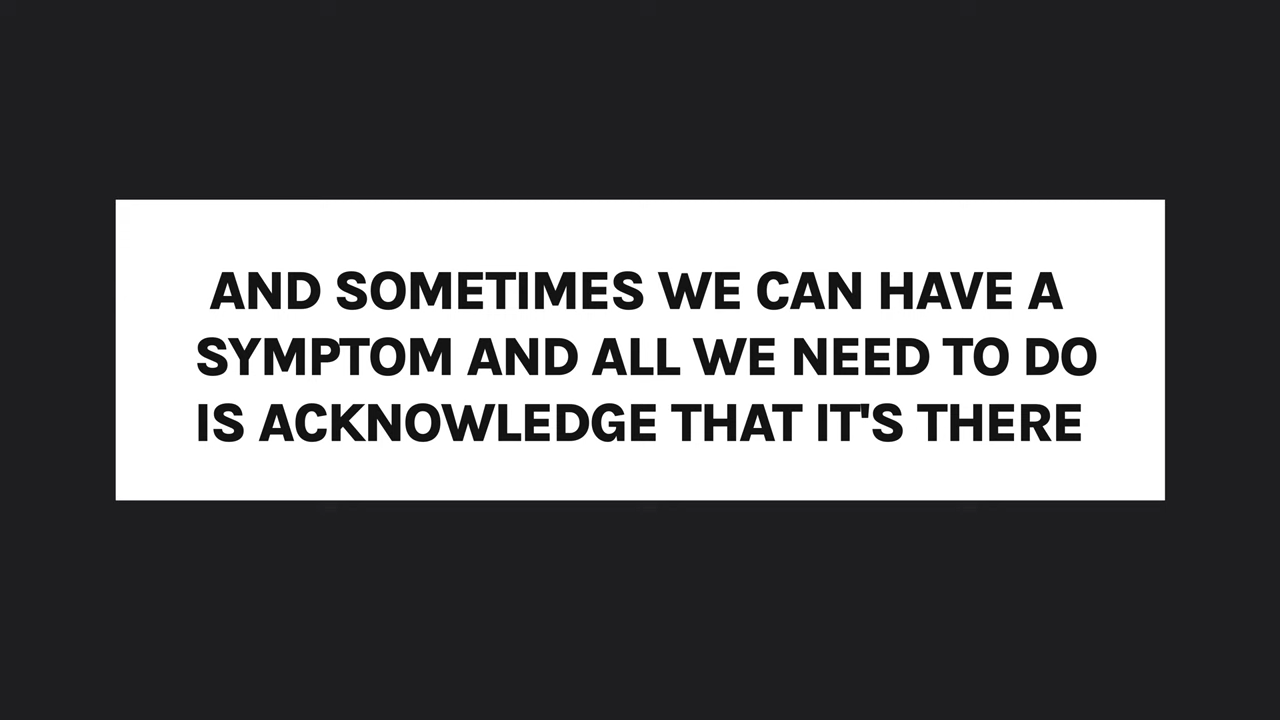 AND SOMETIMES WE CAN HAVE A
SYMPTOM AND ALL WE NEED TO DO
IS ACKNOWLEDGE THAT IT'S THERE